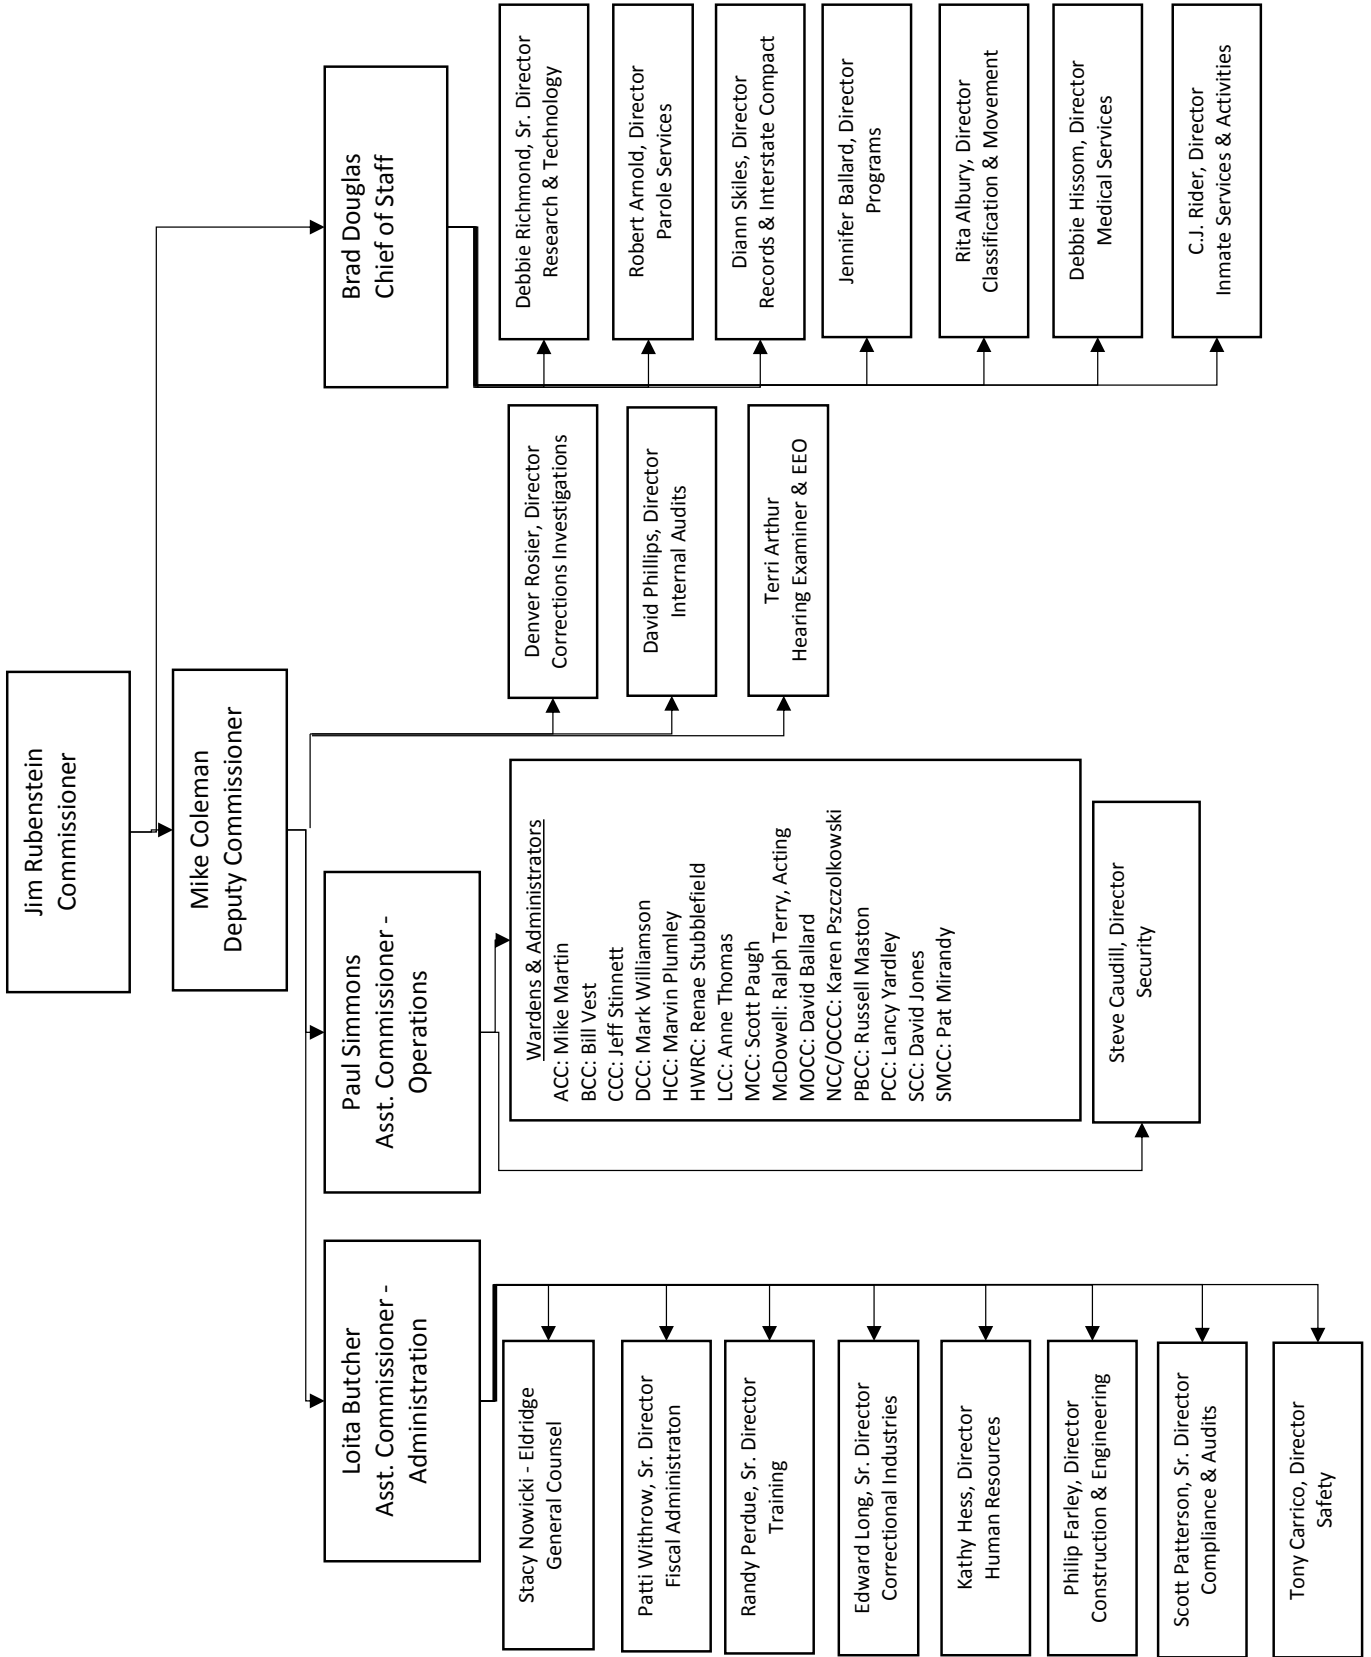 Jim Rubenstein
Commissioner
Mike Coleman
Deputy Commissioner
Loita Butcher
Asst. Commissioner -
Administration
Paul Simmons
Asst. Commissioner -
Operations
Brad Douglas
Chief of Staff
Stacy Nowicki - Eldridge
General Counsel
Patti Withrow, Sr. Director
Fiscal Administraton
Randy Perdue, Sr. Director
Training
Edward Long, Sr. Director
Correctional Industries
Kathy Hess, Director
Human Resources
Philip Farley, Director
Construction & Engineering
Scott Patterson, Sr. Director
Compliance & Audits
Tony Carrico, Director
Safety
Wardens & Administrators
ACC: Mike Martin
BCC: Bill Vest
CCC: Jeff Stinnett
DCC: Mark Williamson
HCC: Marvin Plumley
HWRC: Renae Stubblefield
LCC: Anne Thomas
MCC: Scott Paugh
McDowell: Ralph Terry, Acting
MOCC: David Ballard
NCC/OCCC: Karen Pszczolkowski
PBCC: Russell Maston
PCC: Lancy Yardley
SCC: David Jones
SMCC: Pat Mirandy
Steve Caudill, Director
Security
Denver Rosier, Director
Corrections Investigations
David Phillips, Director
Internal Audits
Terri Arthur
Hearing Examiner & EEO
Debbie Richmond, Sr. Director
Research & Technology
Robert Arnold, Director
Parole Services
Diann Skiles, Director
Records & Interstate Compact
Jennifer Ballard, Director
Programs
Rita Albury, Director
Classification & Movement
Debbie Hissom, Director
Medical Services
C.J. Rider, Director
Inmate Services & Activities